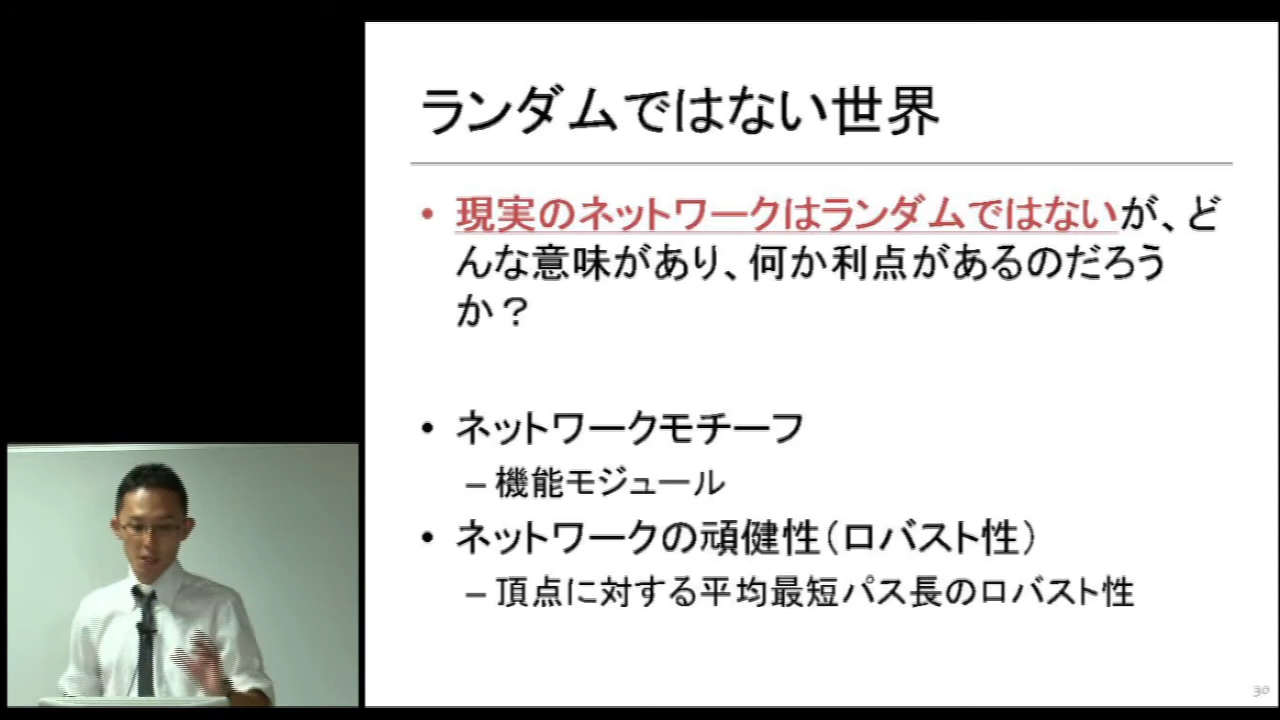 ランダムではない世界
• 現実のネットワークはランダムではないが、ど
んな意味があり、何か利点があるのだろう
か？
• ネットワークモチーフ
– 機能モジュール
• ネットワークの頑健性（ロバスト性）
– 頂点に対する平均最短パス長のロバスト性
30